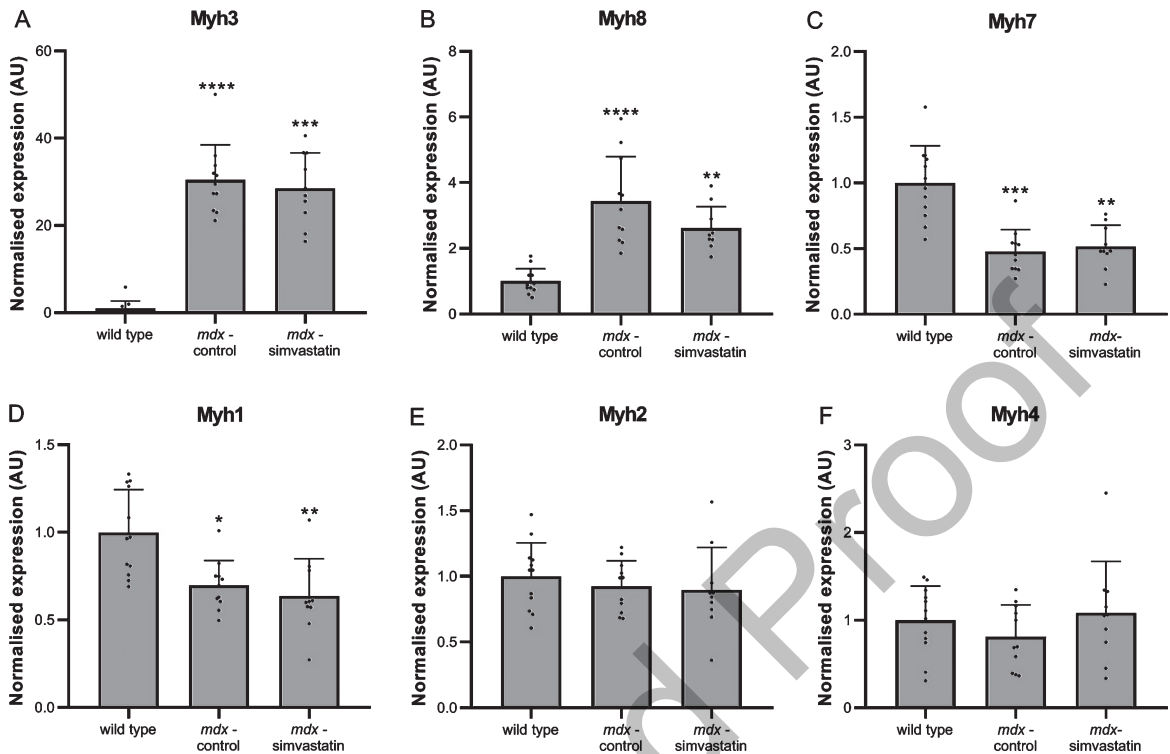 A
Myh3
Normalised expression (AU)
60
40
20
0
****
***
wild type
mdx -
control
mdx -
simvastatin
B
Myh8
Normalised expression (AU)
8
6
4
2
0
****
**
wild type
mdx -
control
mdx -
simvastatin
C
Myh7
Normalised expression (AU)
2.0
1.5
1.0
0.5
0.0
***
**
wild type
mdx -
control
mdx-
simvastatin
D
Myh1
Normalised expression (AU)
1.5
1.0
0.5
0.0
*
**
wild type
mdx -
control
mdx -
simvastatin
E
Myh2
Normalised expression (AU)
2.0
1.5
1.0
0.5
0.0
wild type
mdx -
control
mdx -
simvastatin
F
Myh4
Normalised expression (AU)
3
2
1
0
wild type
mdx -
control
mdx-
simvastatin
d Proof